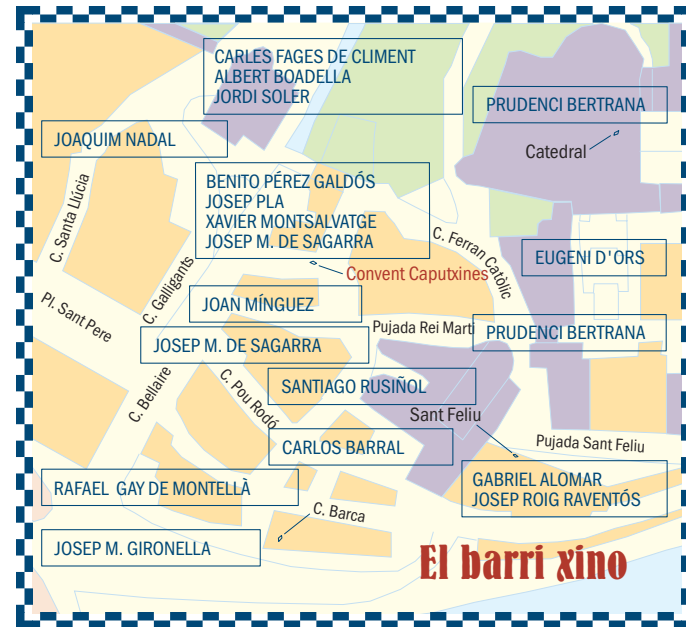 CARLES FAGES DE CLIMENT
ALBERT BOADELLA
JORDI SOLER
PRUDENCI BERTRANA
JOAQUIM NADAL
Catedral
BENITO PÉREZ GALDÓS
JOSEP PLA
XAVIER MONTSALVATGE
JOSEP M. DE SAGARRA
C. Santa Llúcia
C. Ferran Catòlic
EUGENI D'ORS
Convent Caputxines
C. Galligants
JOAN MÍNGUEZ
Pl. Sant Pere
Pujada Rei Martí
PRUDENCI BERTRANA
JOSEP M. DE SAGARRA
C. Bellaire
C. Pou Rodó
SANTIAGO RUSIÑOL
Sant Feliu
CARLOS BARRAL
Pujada Sant Feliu
RAFAEL GAY DE MONTELLÀ
GABRIEL ALOMAR
JOSEP ROIG RAVENTÓS
C. Barca
JOSEP M. GIRONELLA
El barri xino